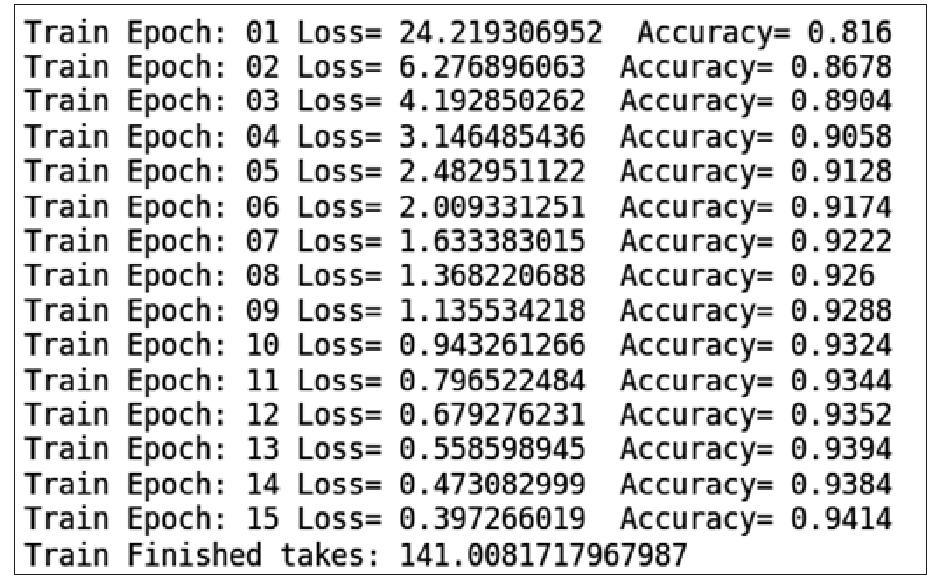 Train Epoch: 01 Loss= 24.219306952 Accuracy= 0.816
Train Epoch: 02 Loss= 6.276896063 Accuracy= 0.8678
Train Epoch: 03 Loss= 4.192850262 Accuracy= 0.8904
Train Epoch: 04 Loss= 3.146485436 Accuracy= 0.9058
Train Epoch: 05 Loss= 2.482951122 Accuracy= 0.9128
Train Epoch: 06 Loss= 2.009331251 Accuracy= 0.9174
Train Epoch: 07 Loss= 1.633383015 Accuracy= 0.9222
Train Epoch: 08 Loss= 1.368220688 Accuracy= 0.926
Train Epoch: 09 Loss= 1.135534218 Accuracy= 0.9288
Train Epoch: 10 Loss= 0.943261266 Accuracy= 0.9324
Train Epoch: 11 Loss= 0.796522484 Accuracy= 0.9344
Train Epoch: 12 Loss= 0.679276231 Accuracy= 0.9352
Train Epoch: 13 Loss= 0.558598945 Accuracy= 0.9394
Train Epoch: 14 Loss= 0.473082999 Accuracy= 0.9384
Train Epoch: 15 Loss= 0.397266019 Accuracy= 0.9414
Train Finished takes: 141.0081717967987